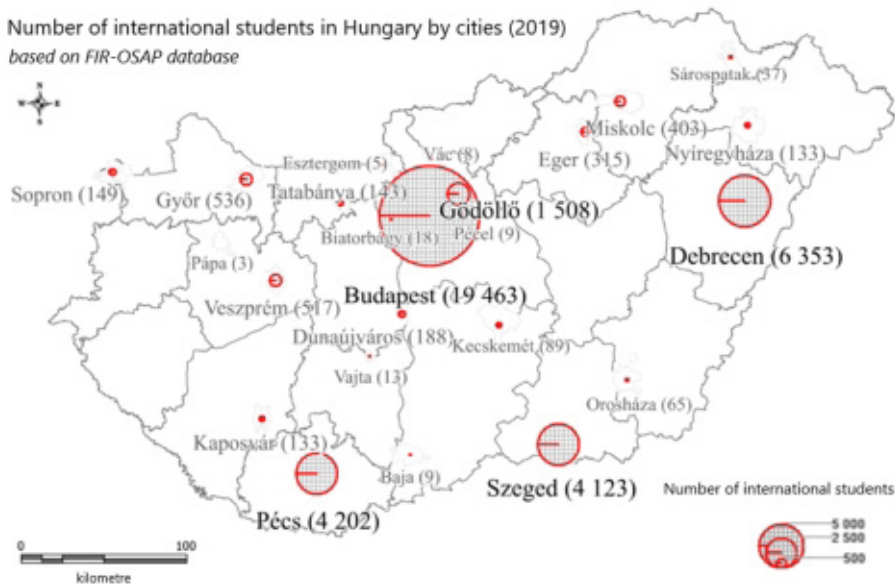 Number of international students in Hungary by cities (2019)
based on FIR-OSAP database
N
W
E
S
Sárospatak (37)
Miskolc (403)
Nyíregyháza (133)
Eger (315)
Esztergom (5)
Vác (8)
Sopron (149)
Győr (536)
Tatabánya (143)
Gödöllő (1 508)
Biatorbágy (18)
Pécel (9)
Debrecen (6 353)
Pápa (3)
Veszprém (517)
Budapest (19 463)
Dunaújváros (188)
Kecskemét (89)
Vajta (13)
Orosháza (65)
Kaposvár (133)
Baja (9)
Szeged (4 123)
Pécs (4 202)
Number of international students
5 000
2 500
500
0
100
kilometre